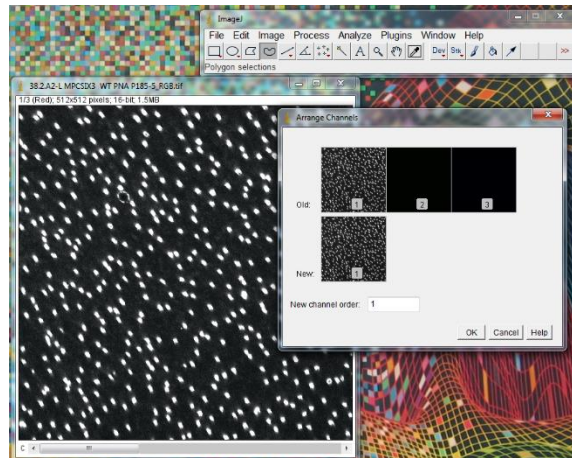 ImageJ
File Edit Image Process Analyze Plugins Window Help
A Dev Stk >>
Polygon selections
38.2.A2-L MPCSIX3 WT PNA P185-5_RGB.tif
1/3 (Red); 512x512 pixels; 16-bit; 1.5MB
Arrange Channels
Old: 1 2 3
New: 1
New channel order: 1
OK Cancel Help
C